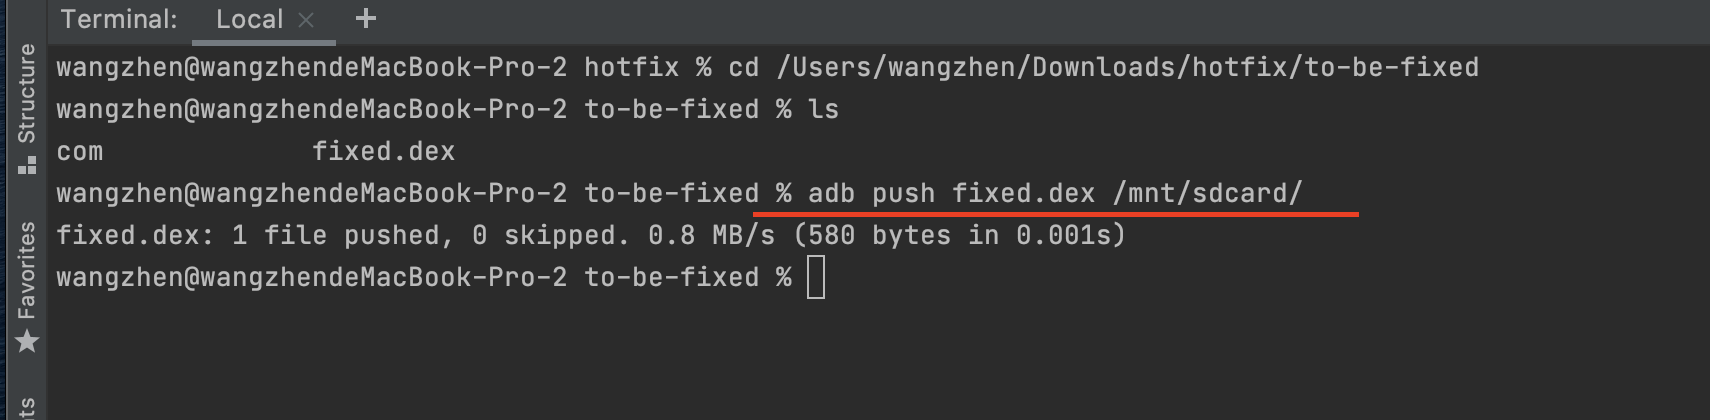 Terminal: Local × +
wangzhen@wangzhendeMacBook-Pro-2 hotfix % cd /Users/wangzhen/Downloads/hotfix/to-be-fixed
wangzhen@wangzhendeMacBook-Pro-2 to-be-fixed % ls
com fixed.dex
wangzhen@wangzhendeMacBook-Pro-2 to-be-fixed % adb push fixed.dex /mnt/sdcard/
fixed.dex: 1 file pushed, 0 skipped. 0.8 MB/s (580 bytes in 0.001s)
wangzhen@wangzhendeMacBook-Pro-2 to-be-fixed %
Structure
Favorites